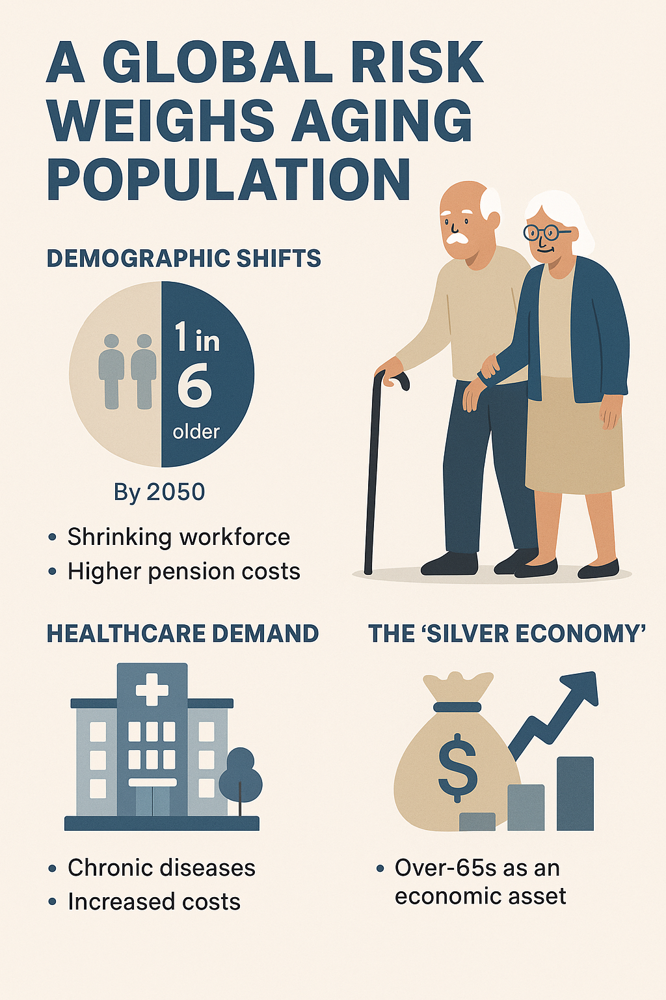 A GLOBAL RISK
WEIGHS AGING
POPULATION
DEMOGRAPHIC SHIFTS
1 in
6
older
By 2050
• Shrinking workforce
• Higher pension costs
HEALTHCARE DEMAND
• Chronic diseases
• Increased costs
THE ‘SILVER ECONOMY’
$
• Over-65s as an
economic asset